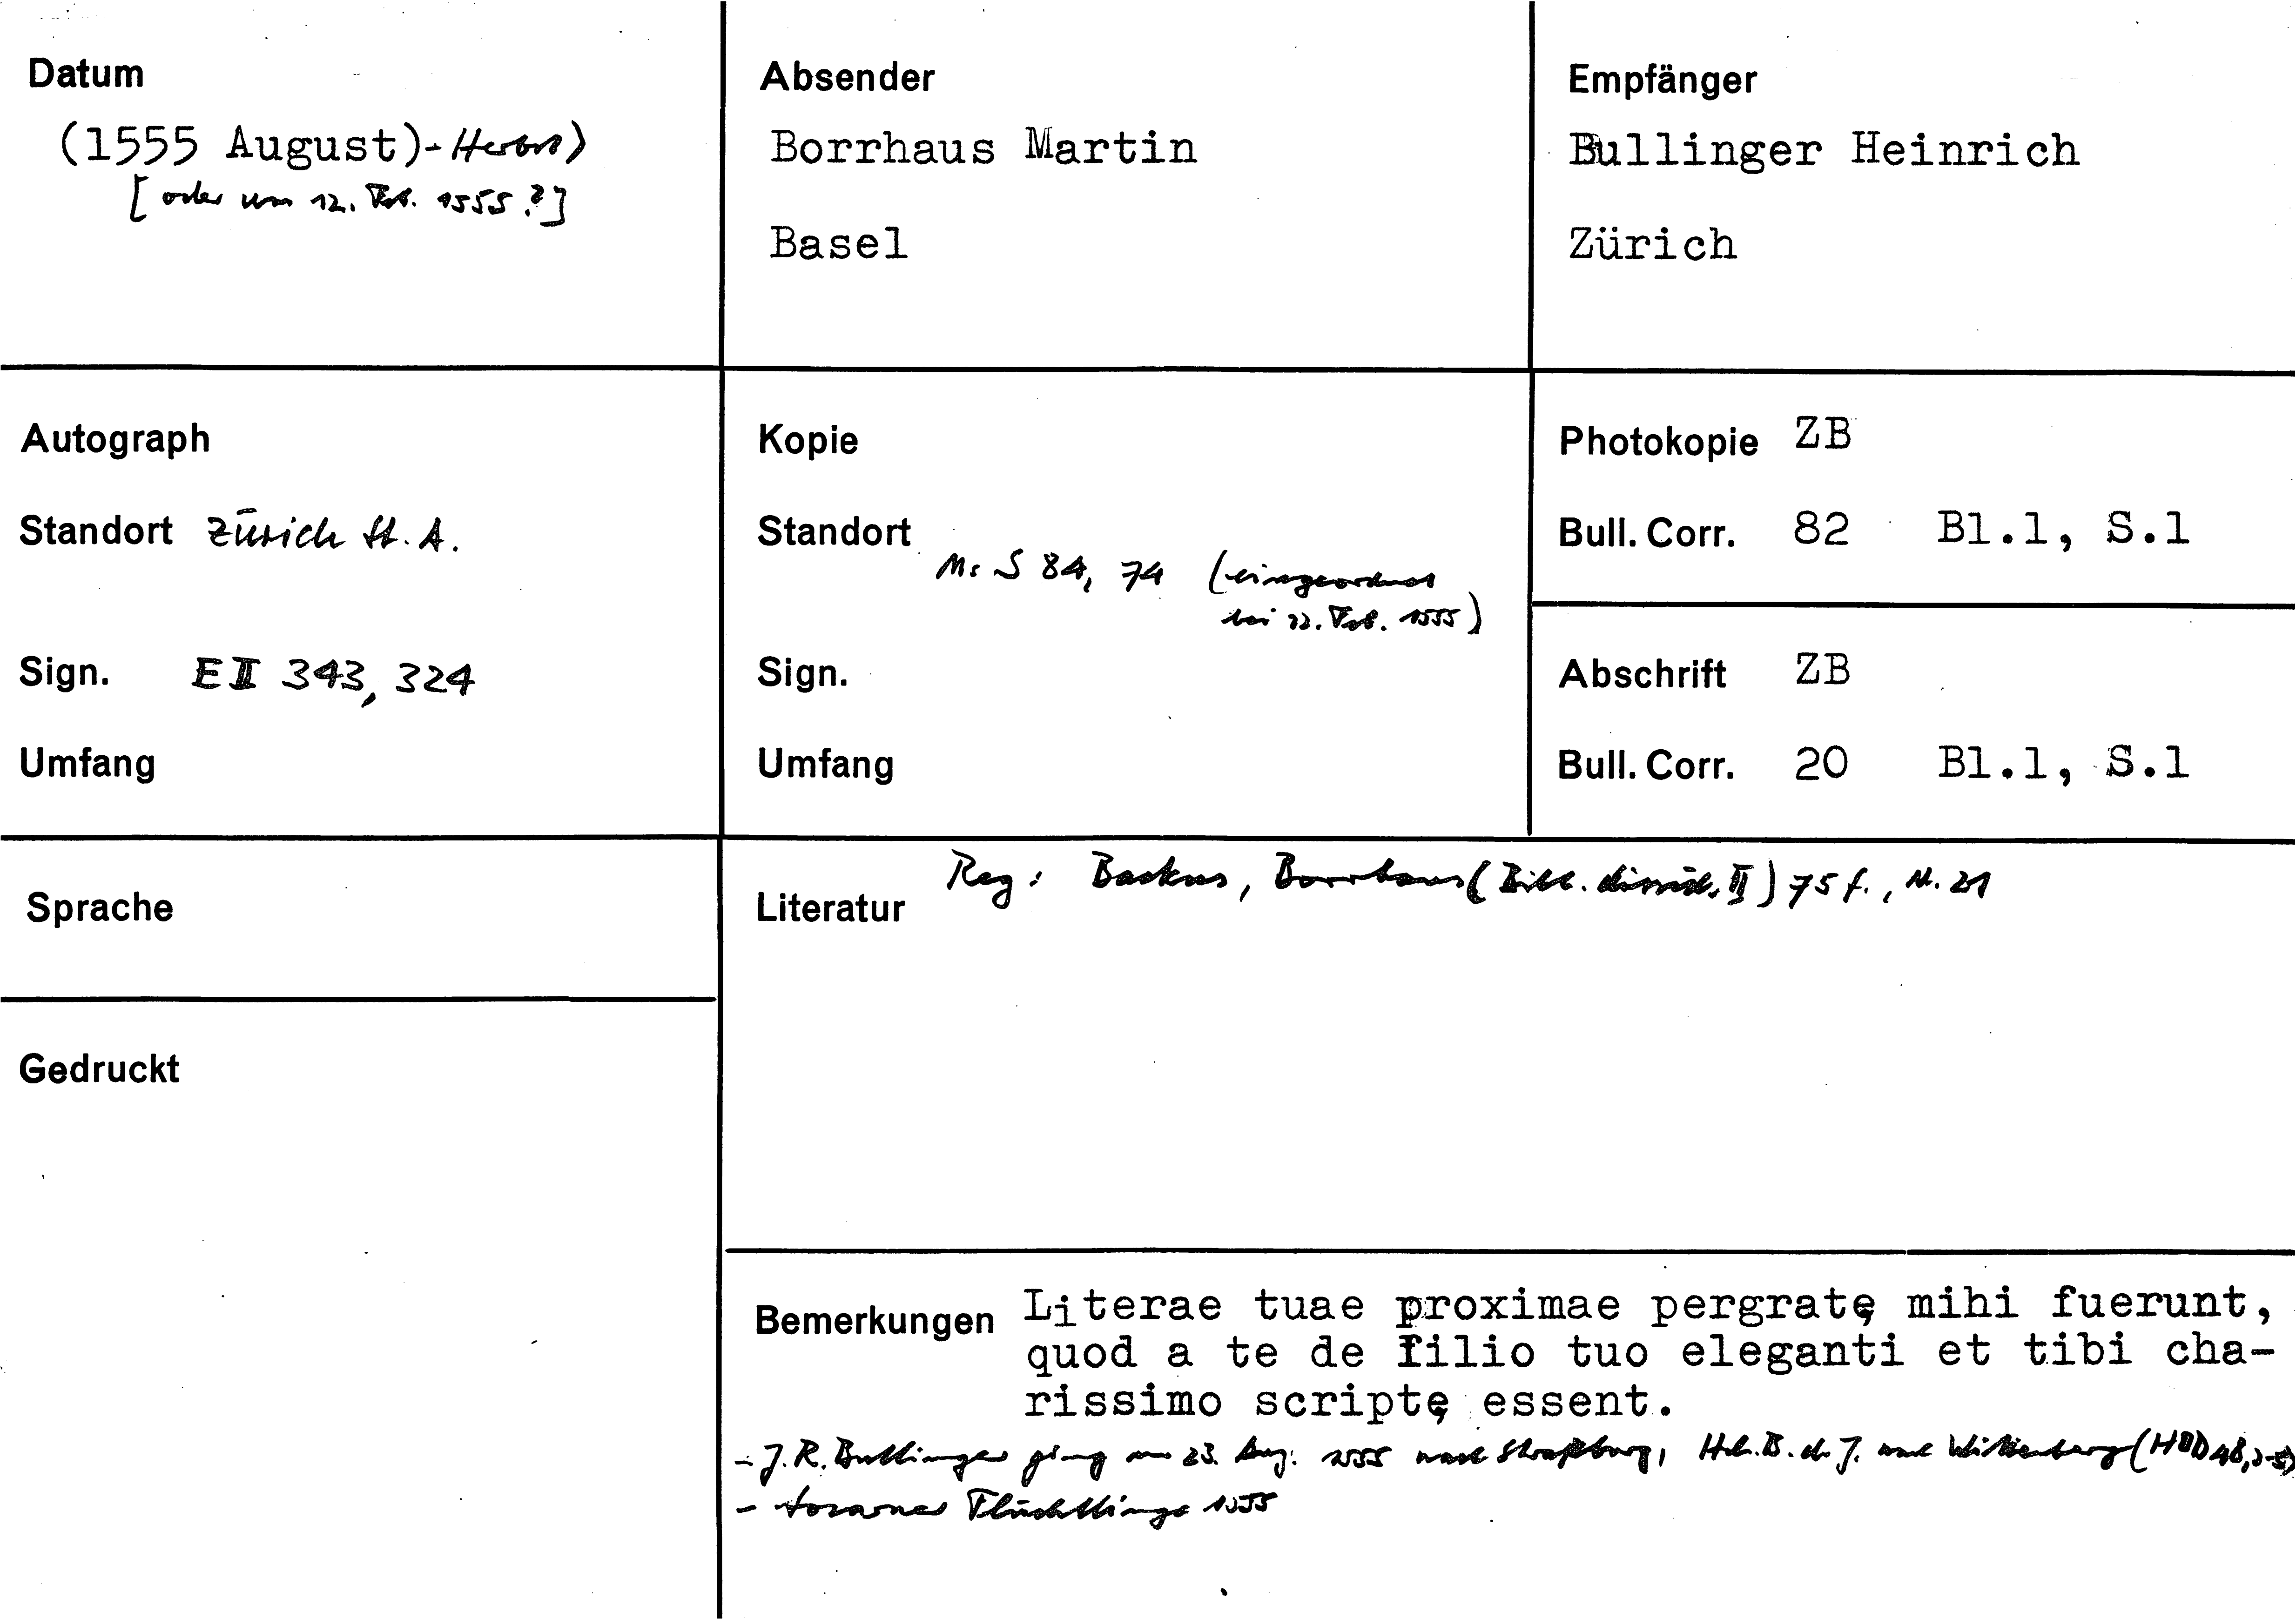 Datum
(1555 August)- Herbst)
[oder um 12. Feb. 1555?]
Absender
Borrhaus Martin
Basel
Empfänger
Bullinger Heinrich
Zürich
Autograph
Standort Zürich St. A.
Sign. E II 343, 324
Umfang
Kopie
Standort
Ms S 84, 74 (eingeordnet
bei 22. Feb. 1555)
Sign.
Umfang
Photokopie ZB
Bull. Corr. 82 Bl.1, S.1
Abschrift ZB
Bull. Corr. 20 Bl.1, S.1
Sprache
Gedruckt
Literatur Reg: Backus, Borrhaus (Bibl. dissid. II) 75 f., N. 21
Bemerkungen Literae tuae proximae pergratę mihi fuerunt,
quod a te de filio tuo eleganti et tibi cha-
rissimo scriptę essent.
- J. R. Bullinger ging am 23. Aug. 1555 nach Straßburg, H. B. d. J. nach Wittenberg (HBD 48,
- Locarner Flüchtlinge 1555